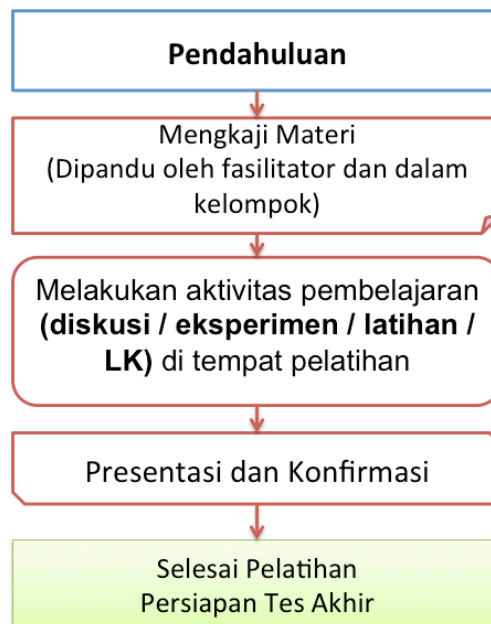 Pendahuluan
Mengkaji Materi
(Dipandu oleh fasilitator dan dalam
kelompok)
Melakukan aktivitas pembelajaran
(diskusi / eksperimen / latihan /
LK) di tempat pelatihan
Presentasi dan Konfirmasi
Selesai Pelatihan
Persiapan Tes Akhir